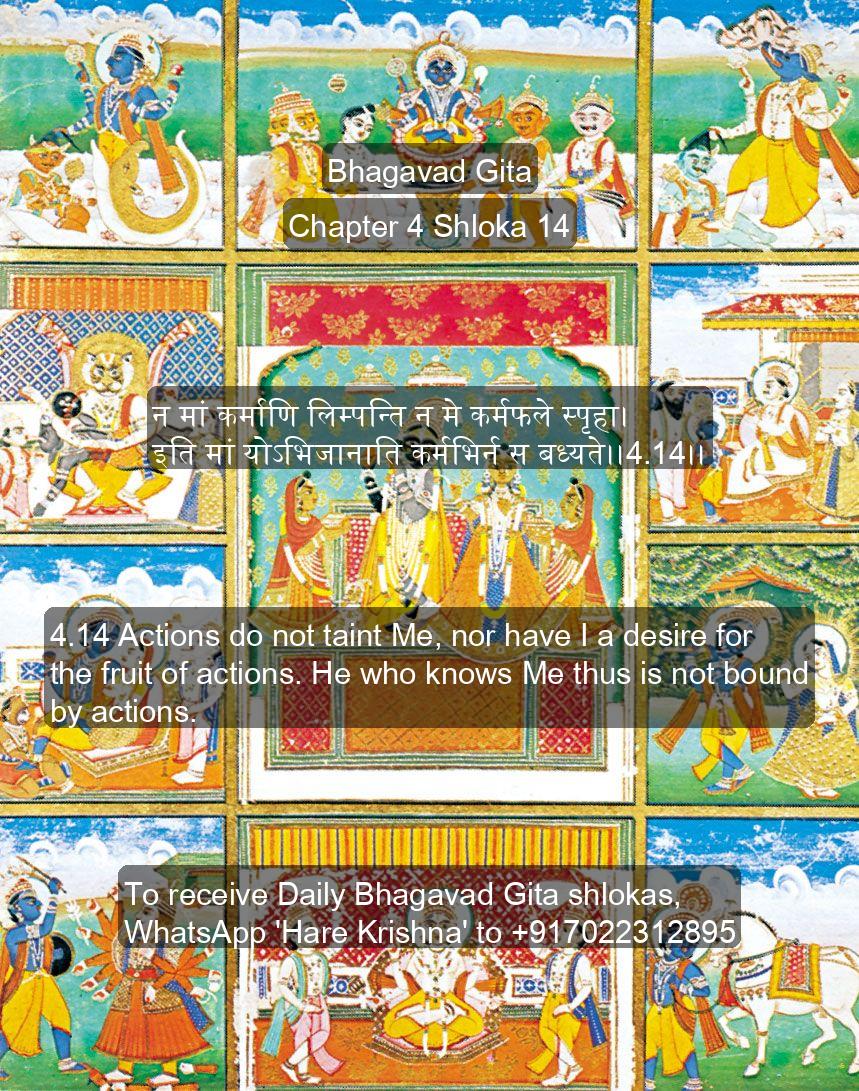 Bhagavad Gita
Chapter 4 Shloka 14
न मां कर्माणि लिम्पन्ति न मे कर्मफले स्पृहा।
इति मां योऽभिजानाति कर्मभिर्न स बध्यते।।4.14।।
4.14 Actions do not taint Me, nor have I a desire for
the fruit of actions. He who knows Me thus is not bound
by actions.
To receive Daily Bhagavad Gita shlokas,
WhatsApp 'Hare Krishna' to +917022312895